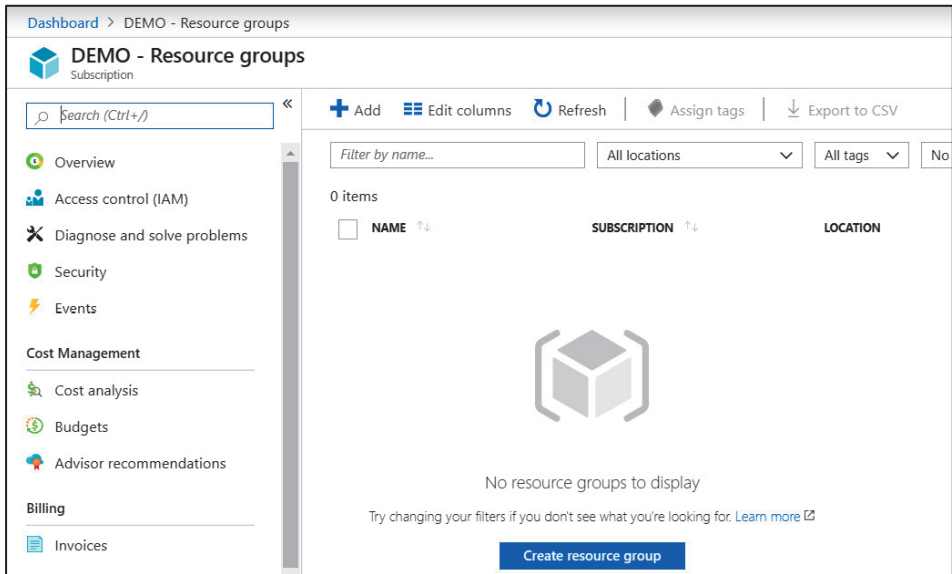 Dashboard > DEMO - Resource groups
DEMO - Resource groups
Subscription
Search (Ctrl+/)
«
Overview
Access control (IAM)
Diagnose and solve problems
Security
Events
Cost Management
Cost analysis
Budgets
Advisor recommendations
Billing
Invoices
Add Edit columns Refresh Assign tags Export to CSV
Filter by name... All locations All tags No
0 items
NAME ↑↓ SUBSCRIPTION ↑↓ LOCATION
No resource groups to display
Try changing your filters if you don't see what you're looking for. Learn more
Create resource group